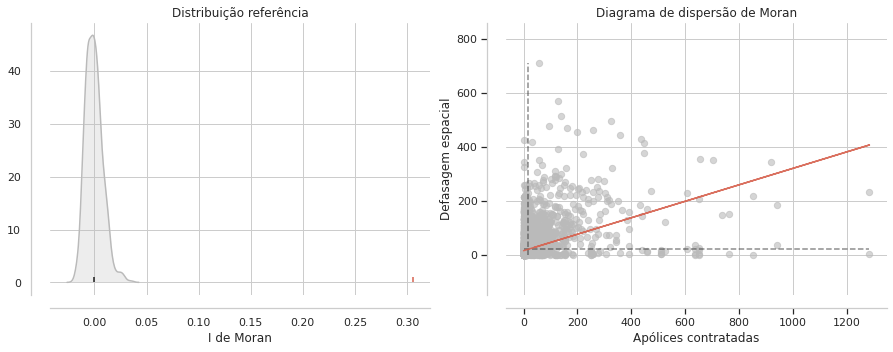 Distribuição referência
40
30
20
10
0
0.00 0.05 0.10 0.15 0.20 0.25 0.30
I de Moran
Diagrama de dispersão de Moran
Defasagem espacial
800
600
400
200
0
0 200 400 600 800 1000 1200
Apólices contratadas